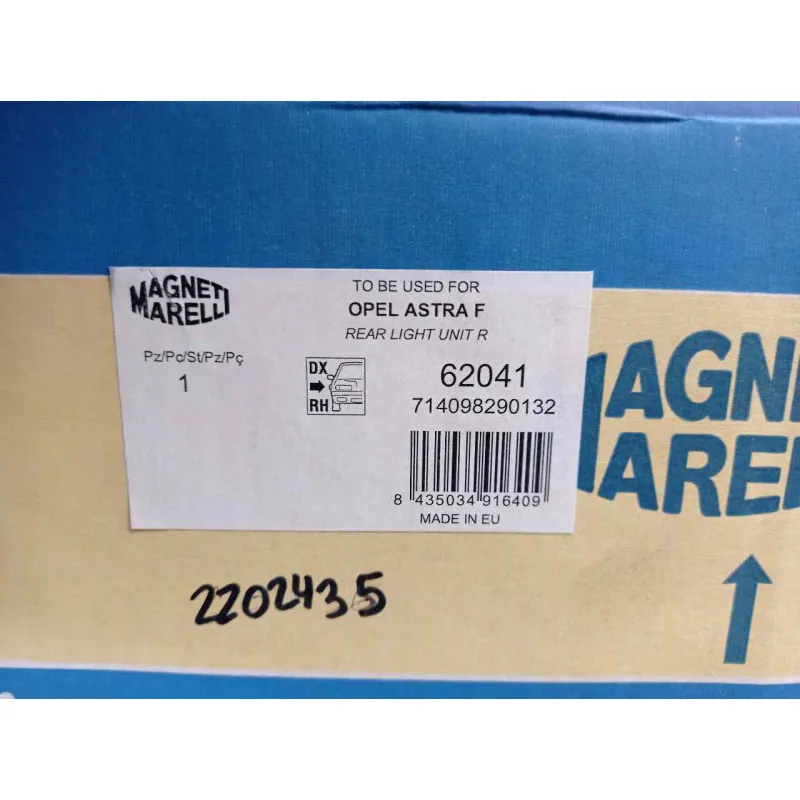 MAGNETI
MARELLI
TO BE USED FOR
OPEL ASTRA F
REAR LIGHT UNIT R
Pz/Pc/St/Pz/Pç
1
DX
RH
62041
714098290132
8 435034 916409
MADE IN EU
MAGNE
MAREL
2202435